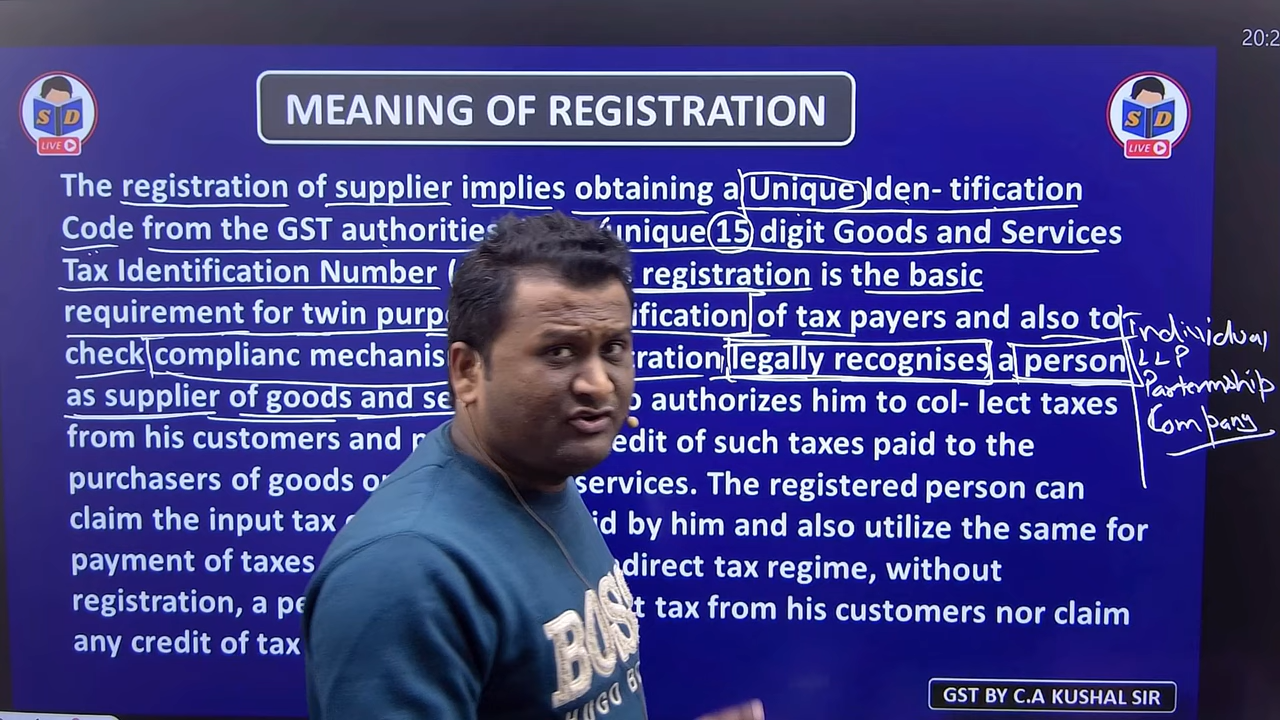 20:2
S D
LIVE
MEANING OF REGISTRATION
S D
LIVE
The registration of supplier implies obtaining a Unique Iden- tification
Code from the GST authorities (unique 15 digit Goods and Services
Tax Identification Number ( registration is the basic
requirement for twin purp ification of tax payers and also to
check complianc mechanis tration legally recognises a person
as supplier of goods and se o authorizes him to col- lect taxes
from his customers and p edit of such taxes paid to the
purchasers of goods or services. The registered person can
claim the input tax id by him and also utilize the same for
payment of taxes direct tax regime, without
registration, a pe t tax from his customers nor claim
any credit of tax
Individual
LLP
Parternship
Company
BOSS
HUGO BO
GST BY C.A KUSHAL SIR